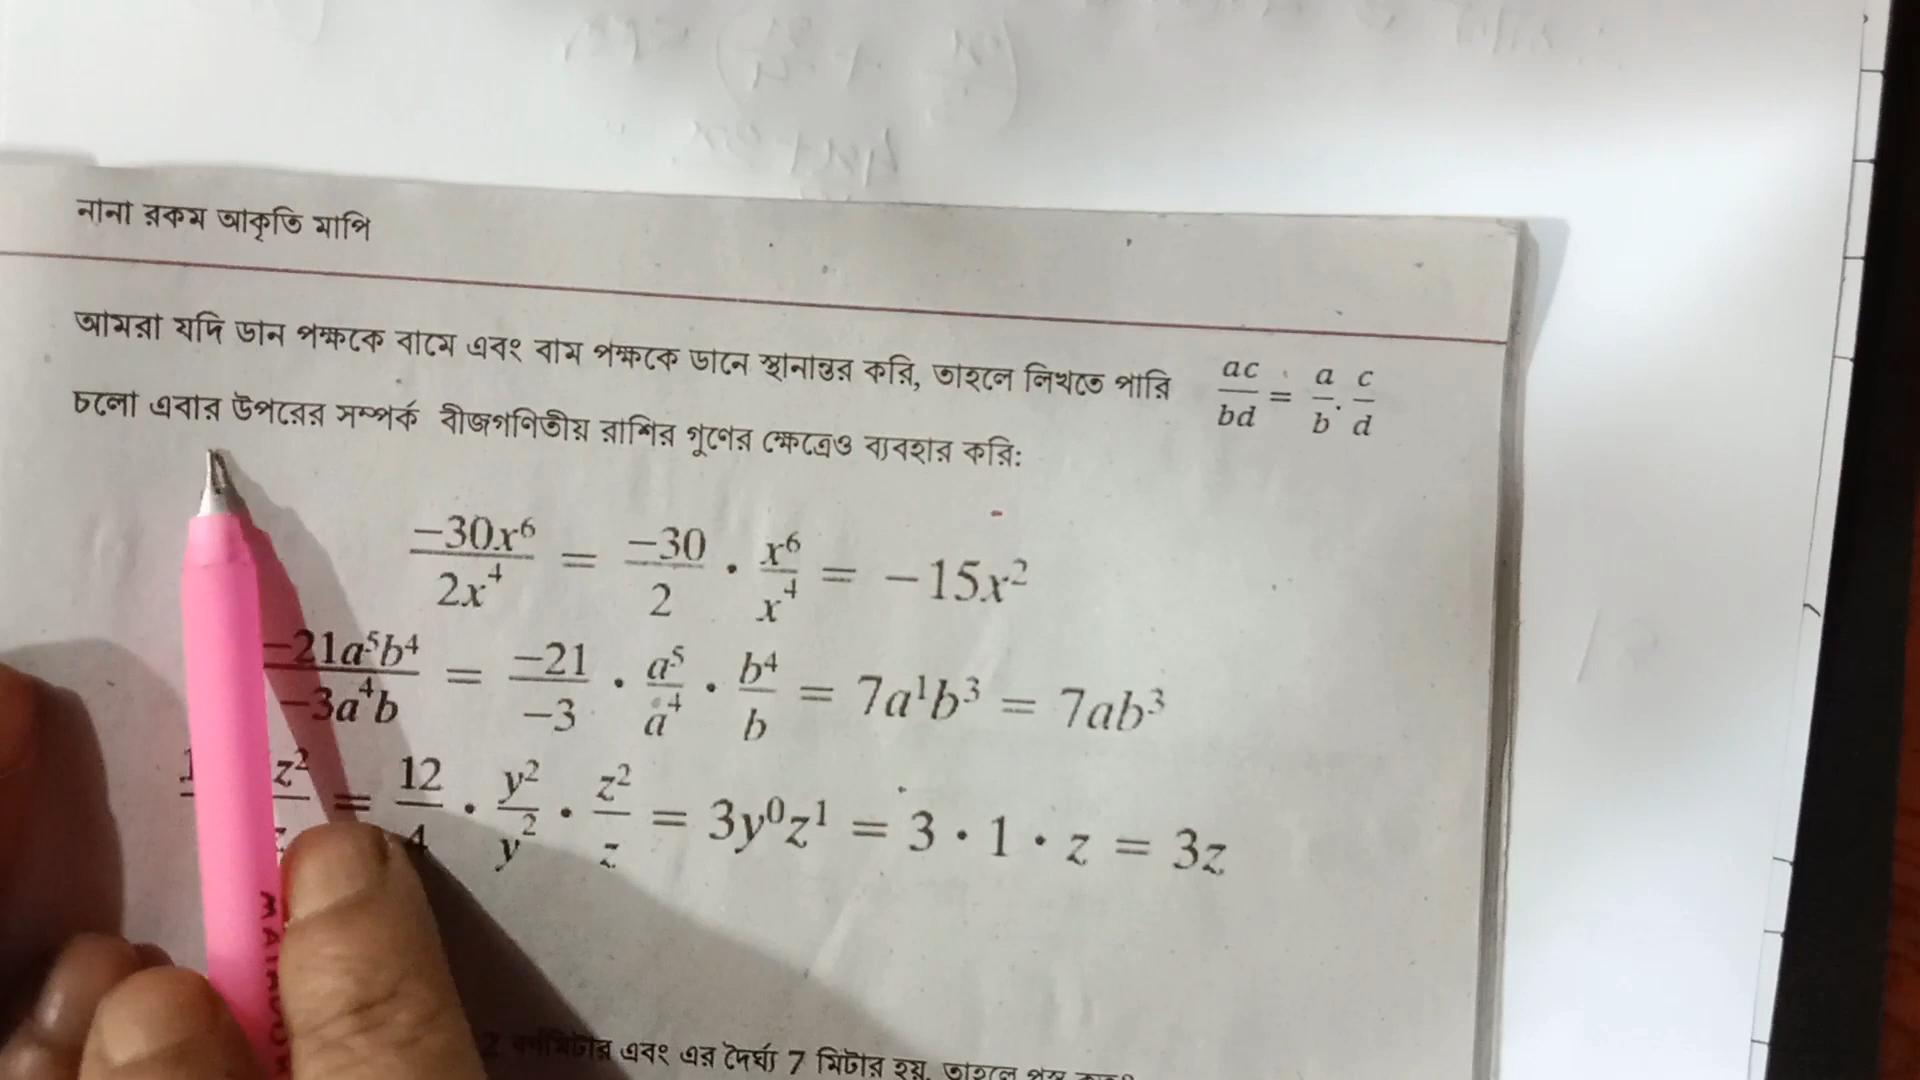 নানা রকম আকৃতি মাপি
আমরা যদি ডান পক্ষকে বামে এবং বাম পক্ষকে ডানে স্থানান্তর করি, তাহলে লিখতে পারি ac/bd = a/b · c/d
চলো এবার উপরের সম্পর্ক বীজগণিতীয় রাশির গুণের ক্ষেত্রেও ব্যবহার করি:
−30x⁶/2x⁴ = −30/2 · x⁶/x⁴ = −15x²
−21a⁵b⁴/−3a⁴b = −21/−3 · a⁵/a⁴ · b⁴/b = 7a¹b³ = 7ab³
z² = 12/4 · y²/y² · z²/z = 3y⁰z¹ = 3 · 1 · z = 3z
এবং এর দৈর্ঘ্য 7 মিটার হয়, তাহলে